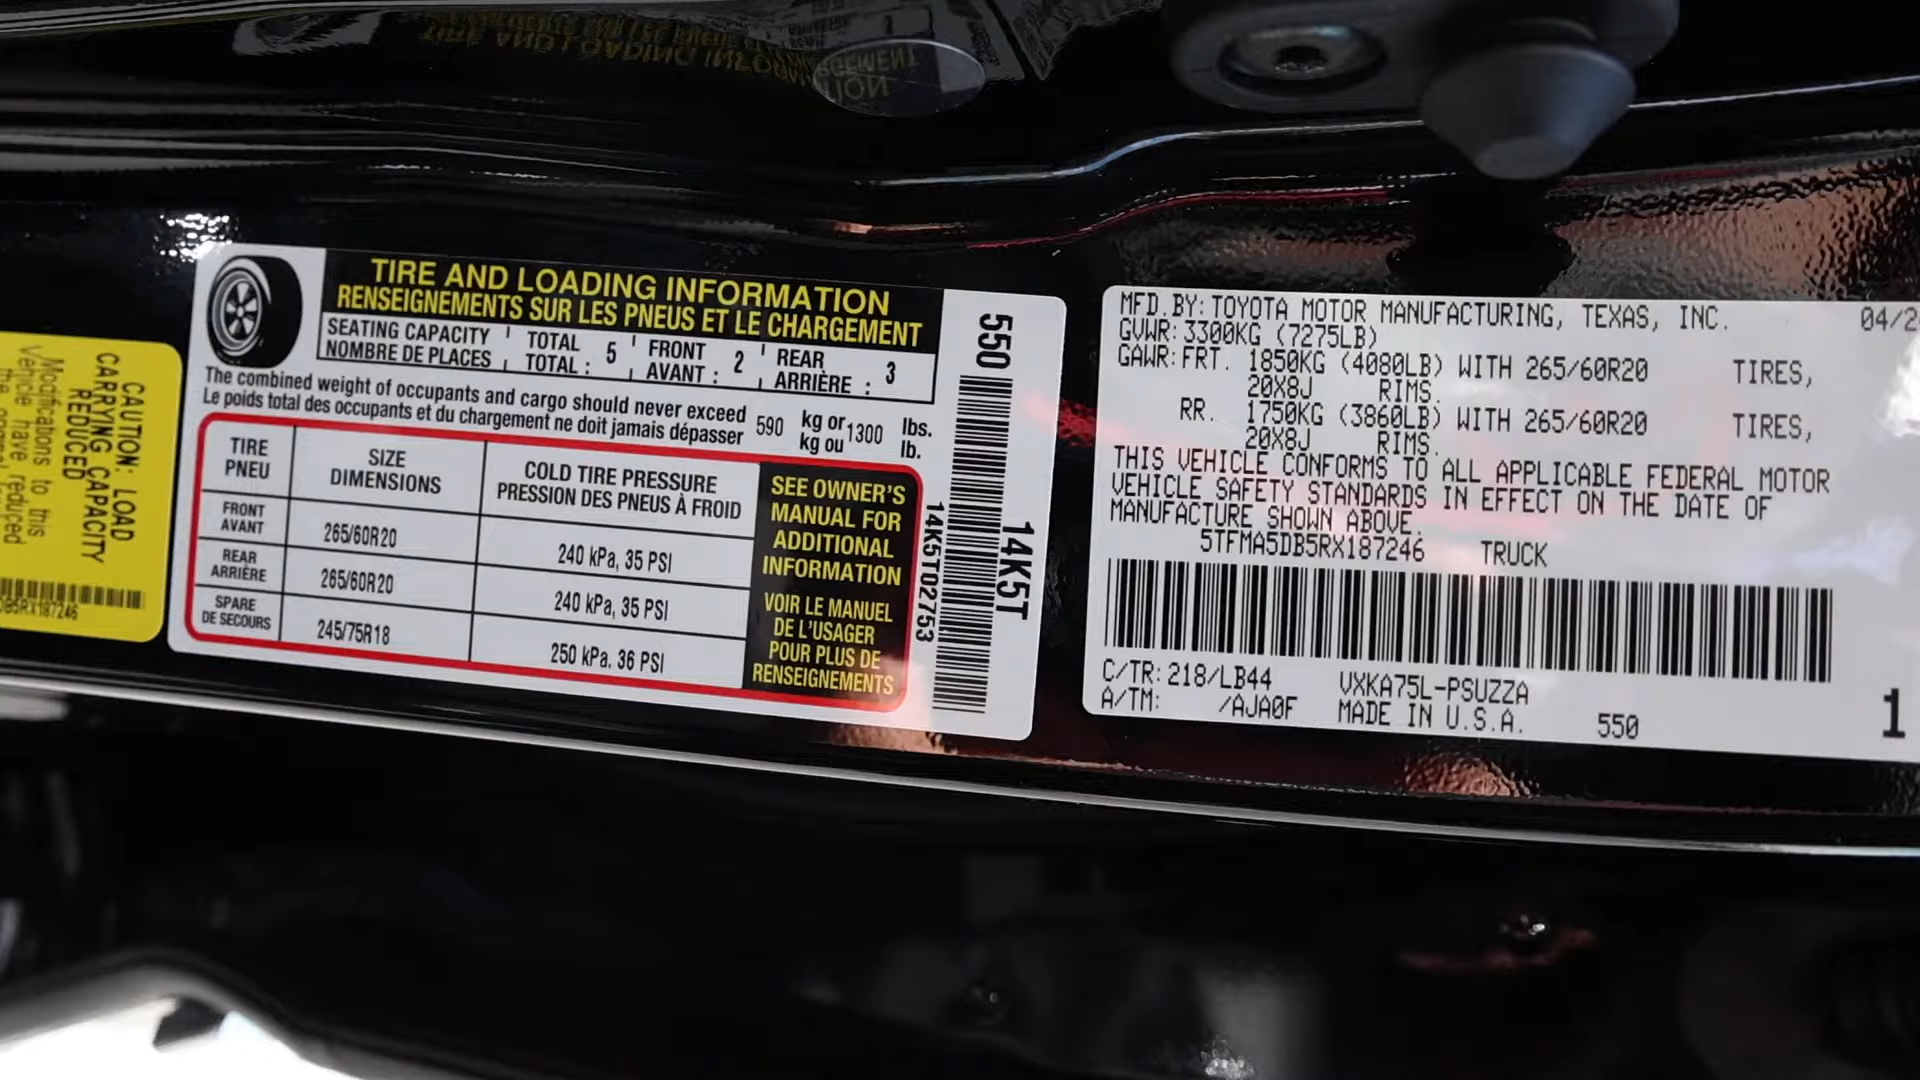 CAUTION: LOAD
CARRYING CAPACITY
REDUCED
Modifications to this
vehicle have reduced
B5RX187246
TIRE AND LOADING INFORMATION
RENSEIGNEMENTS SUR LES PNEUS ET LE CHARGEMENT
SEATING CAPACITY TOTAL 5 FRONT 2 REAR 3
NOMBRE DE PLACES TOTAL : AVANT : ARRIÈRE :
The combined weight of occupants and cargo should never exceed 590 kg or 1300 lbs.
Le poids total des occupants et du chargement ne doit jamais dépasser kg ou lb.
TIRE
PNEU
SIZE
DIMENSIONS
COLD TIRE PRESSURE
PRESSION DES PNEUS À FROID
FRONT
AVANT
265/60R20
240 kPa, 35 PSI
REAR
ARRIÈRE
265/60R20
240 kPa, 35 PSI
SPARE
DE SECOURS
245/75R18
250 kPa. 36 PSI
SEE OWNER'S
MANUAL FOR
ADDITIONAL
INFORMATION
VOIR LE MANUEL
DE L'USAGER
POUR PLUS DE
RENSEIGNEMENTS
550
14K5T
14K5T02753
MFD.BY: TOYOTA MOTOR MANUFACTURING, TEXAS, INC. 04/2
GVWR: 3300KG (7275LB)
GAWR: FRT. 1850KG (4080LB) WITH 265/60R20 TIRES,
20X8J RIMS.
RR. 1750KG (3860LB) WITH 265/60R20 TIRES,
20X8J RIMS.
THIS VEHICLE CONFORMS TO ALL APPLICABLE FEDERAL MOTOR
VEHICLE SAFETY STANDARDS IN EFFECT ON THE DATE OF
MANUFACTURE SHOWN ABOVE.
5TFMA5DB5RX187246 TRUCK
C/TR: 218/LB44 VXKA75L-PSUZZA
A/TM: /AJA0F MADE IN U.S.A. 550
1